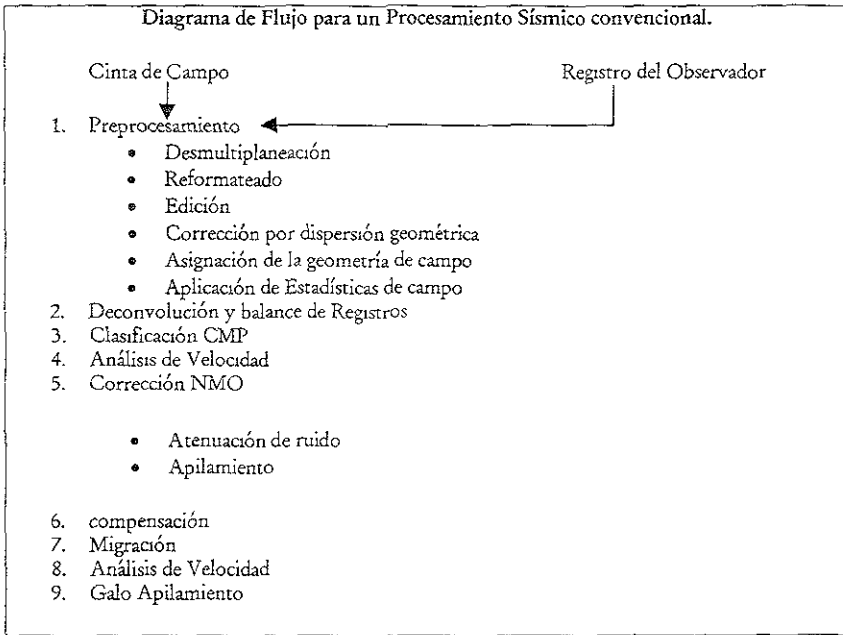 Diagrama de Flujo para un Procesamiento Sísmico convencional.
Cinta de Campo Registro del Observador
1. Preprocesamiento
• Desmultiplaneación
• Reformateado
• Edición
• Corrección por dispersión geométrica
• Asignación de la geometría de campo
• Aplicación de Estadísticas de campo
2. Deconvolución y balance de Registros
3. Clasificación CMP
4. Análisis de Velocidad
5. Corrección NMO
• Atenuación de ruido
• Apilamiento
6. compensación
7. Migración
8. Análisis de Velocidad
9. Galo Apilamiento